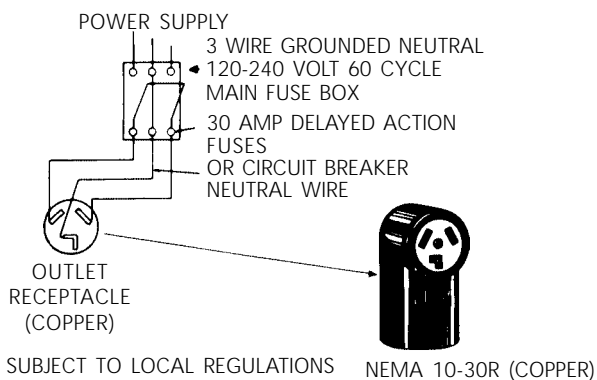 POWER SUPPLY
3 WIRE GROUNDED NEUTRAL
120-240 VOLT 60 CYCLE
MAIN FUSE BOX
30 AMP DELAYED ACTION
FUSES
OR CIRCUIT BREAKER
NEUTRAL WIRE
OUTLET
RECEPTACLE
(COPPER)
SUBJECT TO LOCAL REGULATIONS
NEMA 10-30R (COPPER)